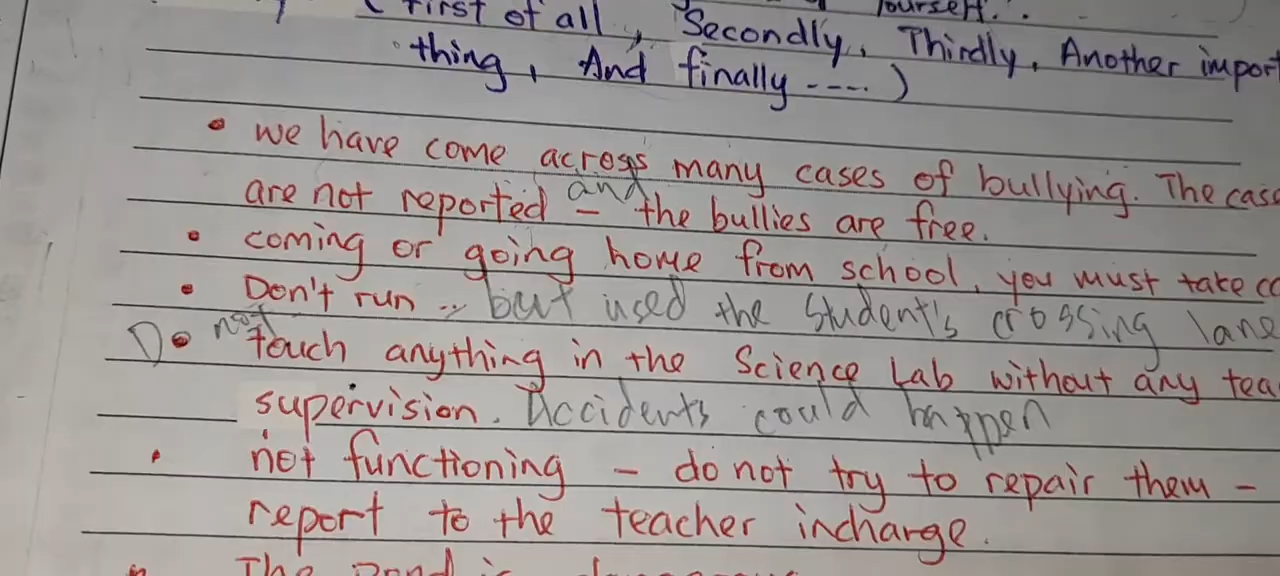 yourself..
( First of all, Secondly, Thirdly, Another
thing, And finally ----)
• we have come across many cases of bullying. The
are not reported - and the bullies are free.
• coming or going home from school, you must take
• Don't run .. but used the student's crossing lane
Do not touch anything in the Science Lab without any
supervision. Accidents could happen
• not functioning - do not try to repair them -
report to the teacher incharge.
The Pond is